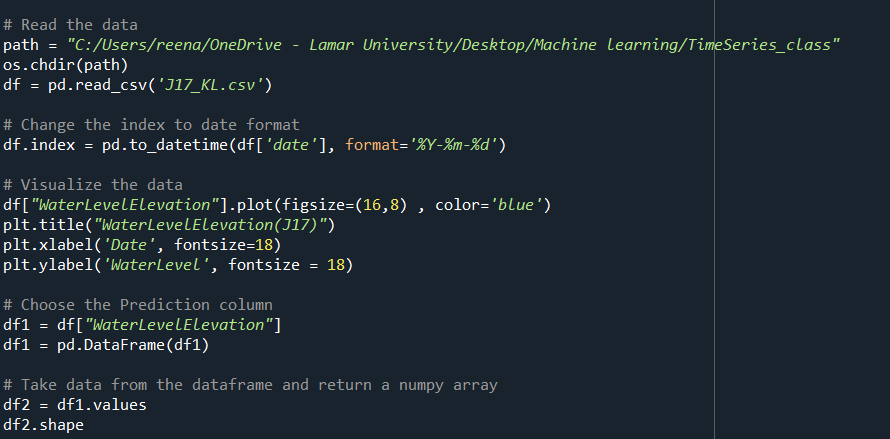 # Read the data
path = "C:/Users/reena/OneDrive - Lamar University/Desktop/Machine learning/TimeSeries_class"
os.chdir(path)
df = pd.read_csv('J17_KL.csv')
# Change the index to date format
df.index = pd.to_datetime(df['date'], format='%Y-%m-%d')
# Visualize the data
df["WaterLevelElevation"].plot(figsize=(16,8) , color='blue')
plt.title("WaterLevelElevation(J17)")
plt.xlabel('Date', fontsize=18)
plt.ylabel('WaterLevel', fontsize = 18)
# Choose the Prediction column
df1 = df["WaterLevelElevation"]
df1 = pd.DataFrame(df1)
# Take data from the dataframe and return a numpy array
df2 = df1.values
df2.shape